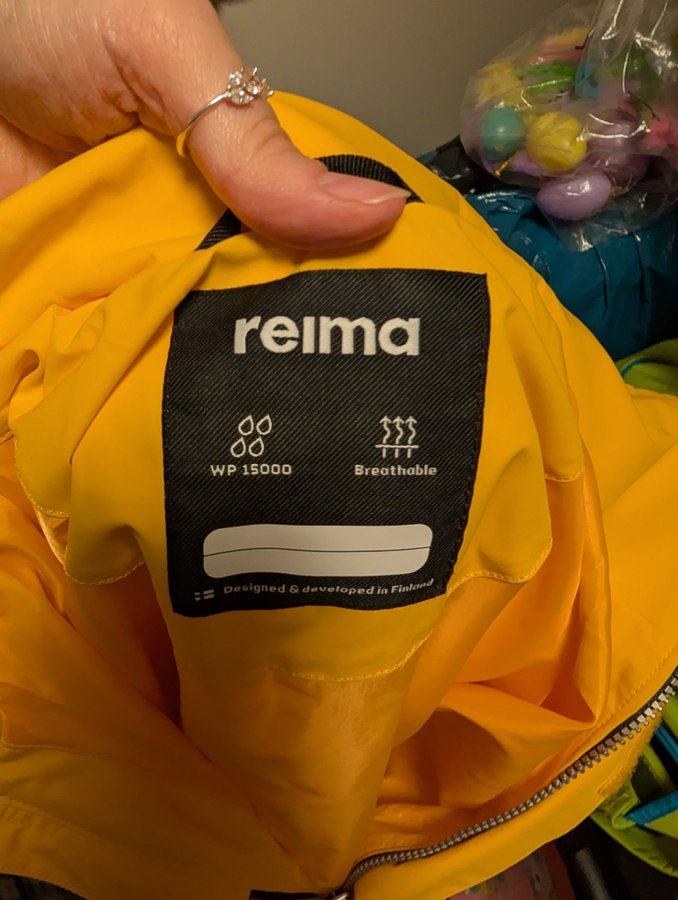 reima
WP 15000
Breathable
Designed & developed in Finland